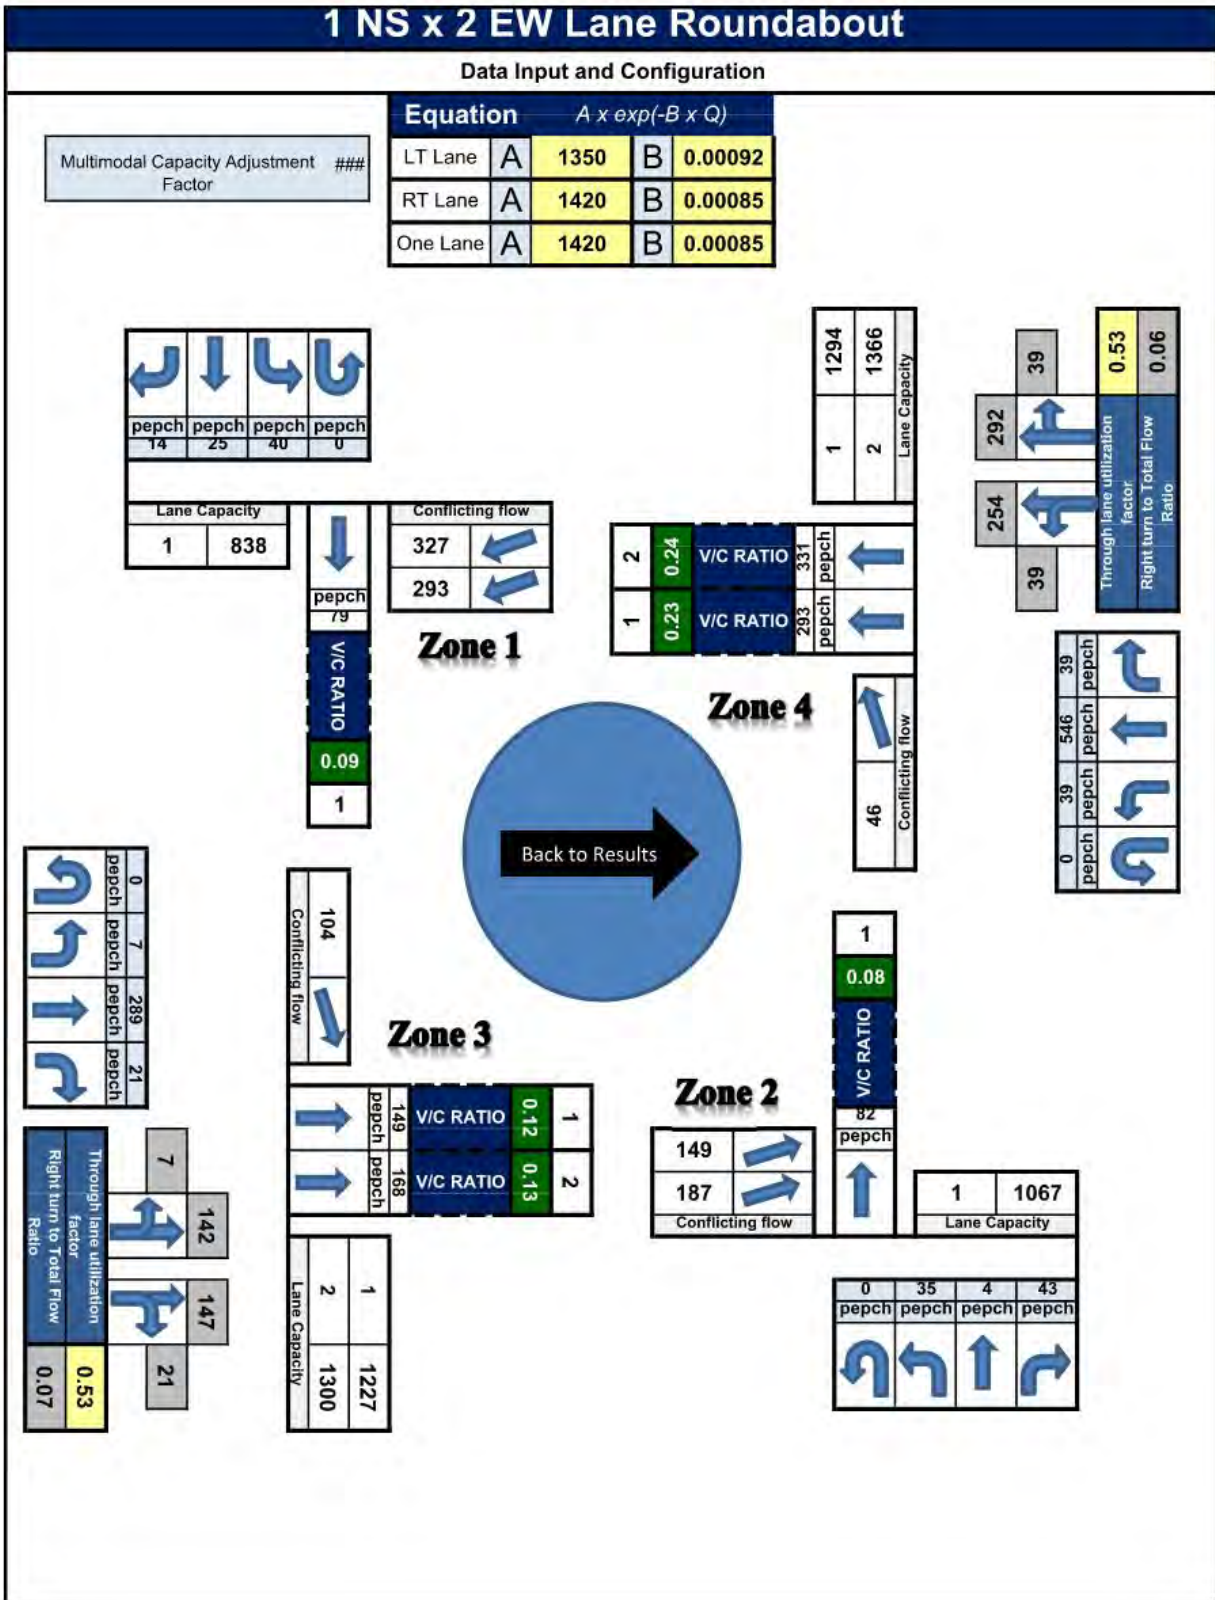 1 NS x 2 EW Lane Roundabout
Data Input and Configuration
Equation A x exp(-B x Q)
LT Lane A 1350 B 0.00092
RT Lane A 1420 B 0.00085
One Lane A 1420 B 0.00085
Multimodal Capacity Adjustment ###
Factor
pepch pepch pepch pepch
14 25 40 0
Lane Capacity
1 838
pepch
79
V/C RATIO
0.09
1
Conflicting flow
327
293
Zone 1
1 1294
2 1366
Lane Capacity
2 0.24 V/C RATIO 331 pepch
1 0.23 V/C RATIO 293 pepch
Zone 4
46
Conflicting flow
39
292
254
39
0.53
0.06
Through lane utilization
factor
Right turn to Total Flow
Ratio
39 pepch
546 pepch
39 pepch
0 pepch
Back to Results
0 pepch
7 pepch
289 pepch
21 pepch
104
Conflicting flow
Zone 3
pepch 149 V/C RATIO 0.12 1
pepch 168 V/C RATIO 0.13 2
1 1227
2 1300
Lane Capacity
7
142
147
21
Through lane utilization
factor
0.53
Right turn to Total Flow
Ratio
0.07
1
0.08
V/C RATIO
82
pepch
Zone 2
149
187
Conflicting flow
1 1067
Lane Capacity
0 35 4 43
pepch pepch pepch pepch